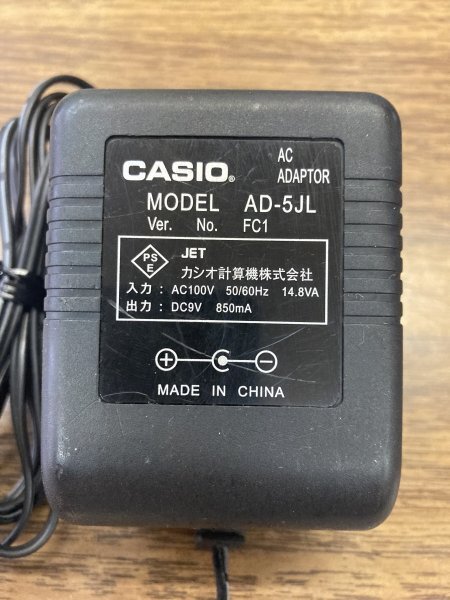 CASIO®
AC
ADAPTOR
MODEL AD-5JL
Ver. No. FC1
PS
E
JET
カシオ計算機株式会社
入力 : AC100V 50/60Hz 14.8VA
出力 : DC9V 850mA
+ −
MADE IN CHINA